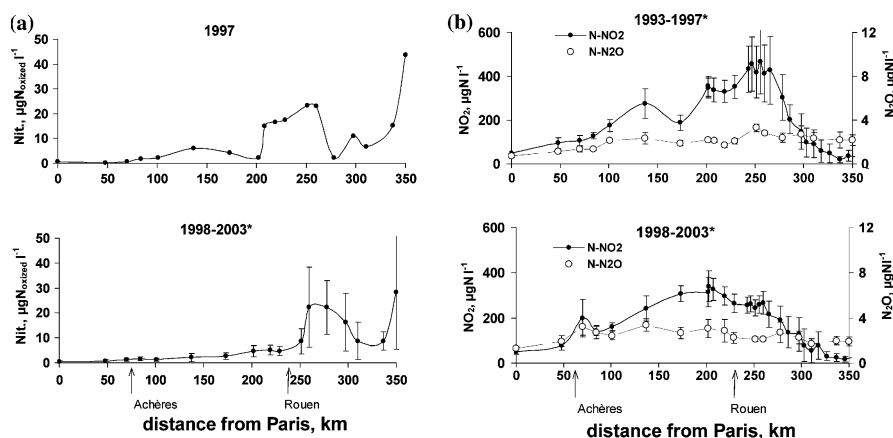 (a)
1997
Nit., µgNoxized l-1
50
40
30
20
10
0
0 50 100 150 200 250 300 350
1998-2003*
Nit., µgNoxized l-1
50
40
30
20
10
0
0 50 100 150 200 250 300 350
Achères
Rouen
distance from Paris, km
(b)
1993-1997*
N-NO2
N-N2O
NO2, µgN l-1
600
400
200
0
12
8
4
0
N2O, µgNl-1
0 50 100 150 200 250 300 350
1998-2003*
N-NO2
N-N2O
NO2, µgN l-1
600
400
200
0
12
9
6
3
0
N2O, µgNl-1
0 50 100 150 200 250 300 350
Achères
Rouen
distance from Paris, km